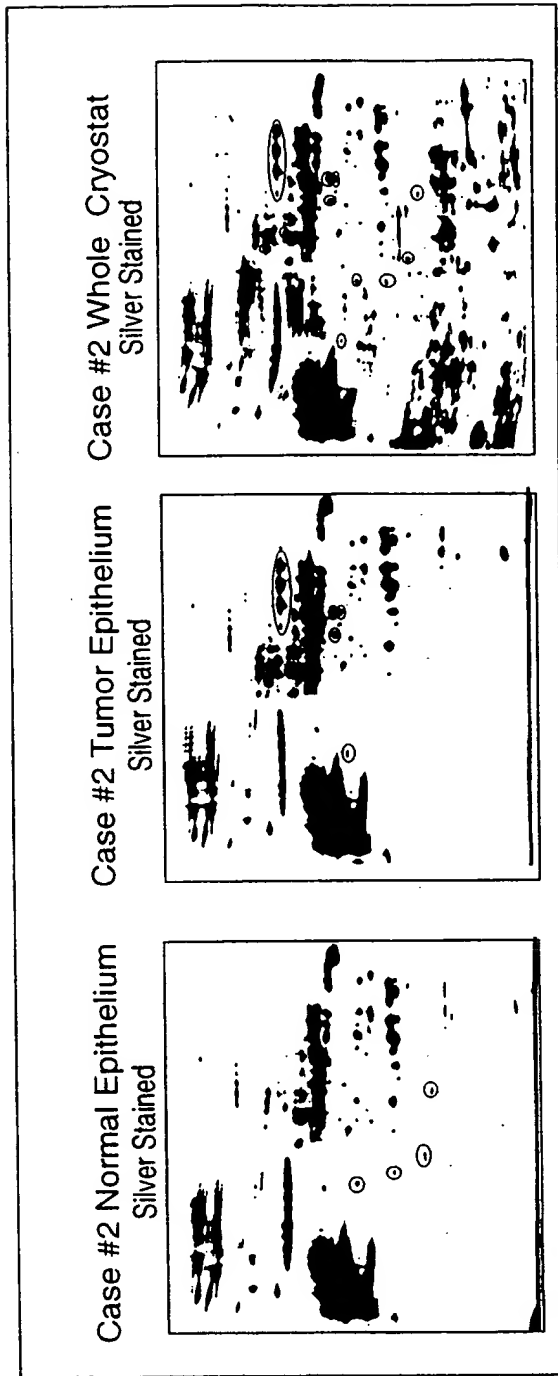 Case #2 Normal Epithelium
Silver Stained
Case #2 Tumor Epithelium
Silver Stained
Case #2 Whole Cryostat
Silver Stained